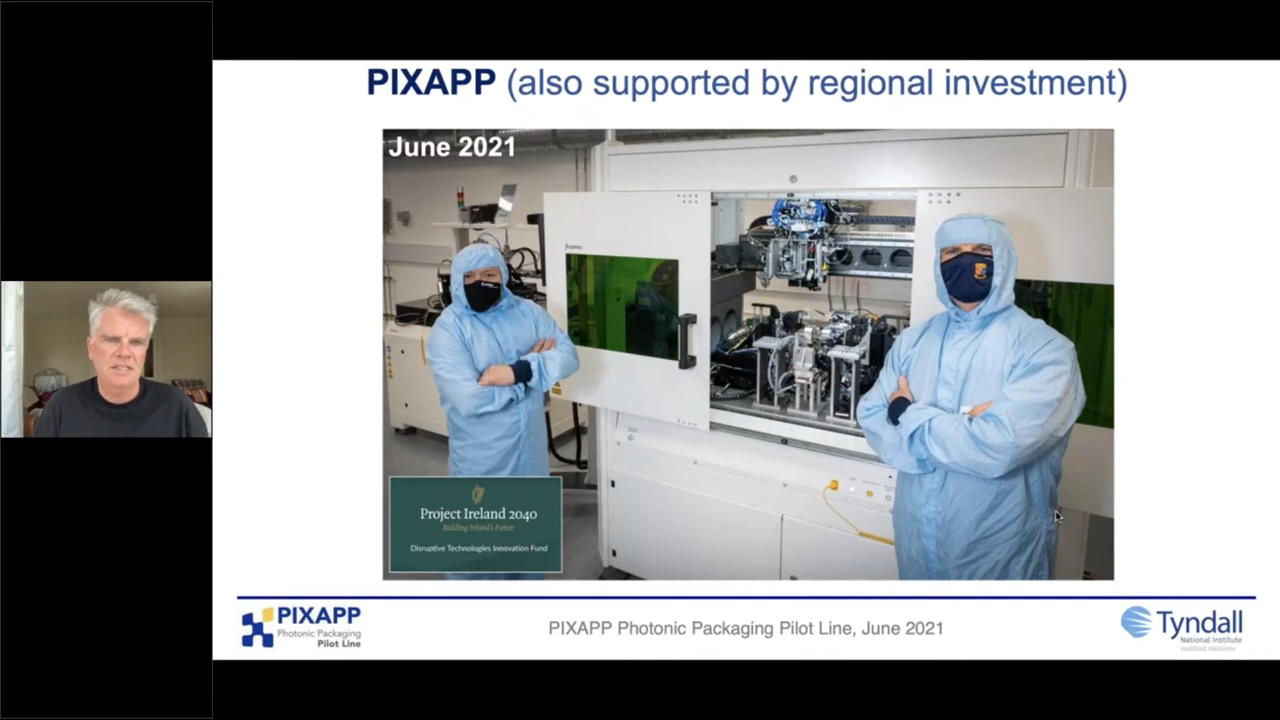 PIXAPP (also supported by regional investment)
June 2021
Project Ireland 2040
Building Ireland's Future
Disruptive Technologies Innovation Fund
PIXAPP
Photonic Packaging
Pilot Line
PIXAPP Photonic Packaging Pilot Line, June 2021
Tyndall
National Institute